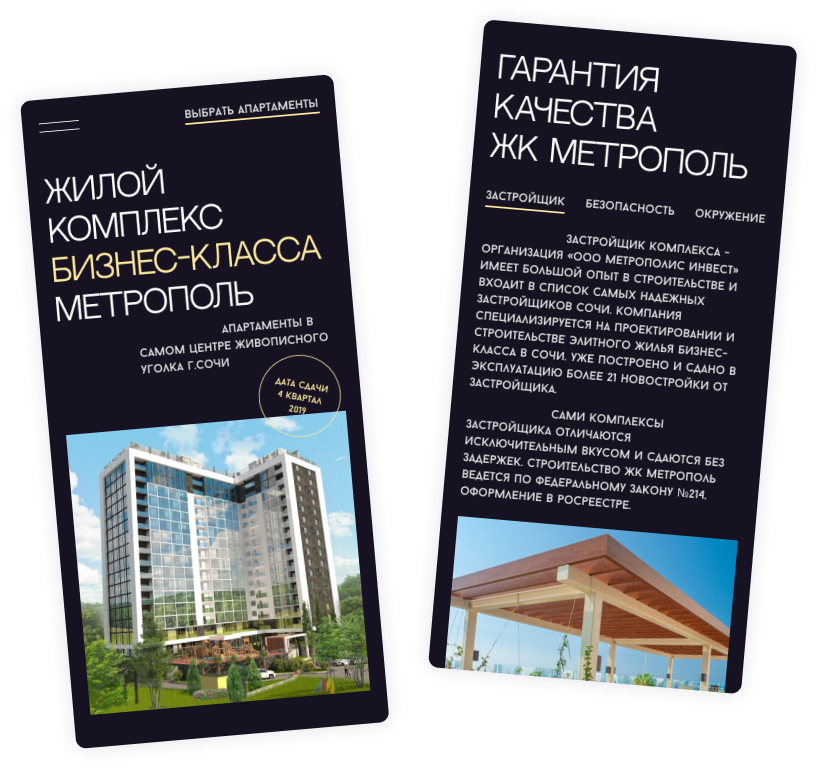 ВЫБРАТЬ АПАРТАМЕНТЫ
ЖИЛОЙ
КОМПЛЕКС
БИЗНЕС-КЛАССА
МЕТРОПОЛЬ
АПАРТАМЕНТЫ В
САМОМ ЦЕНТРЕ ЖИВОПИСНОГО
УГОЛКА Г.СОЧИ
ДАТА СДАЧИ
4 КВАРТАЛ
2019
ГАРАНТИЯ
КАЧЕСТВА
ЖК МЕТРОПОЛЬ
ЗАСТРОЙЩИК БЕЗОПАСНОСТЬ ОКРУЖЕНИЕ
ЗАСТРОЙЩИК КОМПЛЕКСА -
ОРГАНИЗАЦИЯ «ООО МЕТРОПОЛИС ИНВЕСТ»
ИМЕЕТ БОЛЬШОЙ ОПЫТ В СТРОИТЕЛЬСТВЕ И
ВХОДИТ В СПИСОК САМЫХ НАДЕЖНЫХ
ЗАСТРОЙЩИКОВ СОЧИ. КОМПАНИЯ
СПЕЦИАЛИЗИРУЕТСЯ НА ПРОЕКТИРОВАНИИ И
СТРОИТЕЛЬСТВЕ ЭЛИТНОГО ЖИЛЬЯ БИЗНЕС-
КЛАССА В СОЧИ. УЖЕ ПОСТРОЕНО И СДАНО В
ЭКСПЛУАТАЦИЮ БОЛЕЕ 21 НОВОСТРОЙКИ ОТ
ЗАСТРОЙЩИКА.
САМИ КОМПЛЕКСЫ
ЗАСТРОЙЩИКА ОТЛИЧАЮТСЯ
ИСКЛЮЧИТЕЛЬНЫМ ВКУСОМ И СДАЮТСЯ БЕЗ
ЗАДЕРЖЕК. СТРОИТЕЛЬСТВО ЖК МЕТРОПОЛЬ
ВЕДЕТСЯ ПО ФЕДЕРАЛЬНОМУ ЗАКОНУ №214,
ОФОРМЛЕНИЕ В РОСРЕЕСТРЕ.